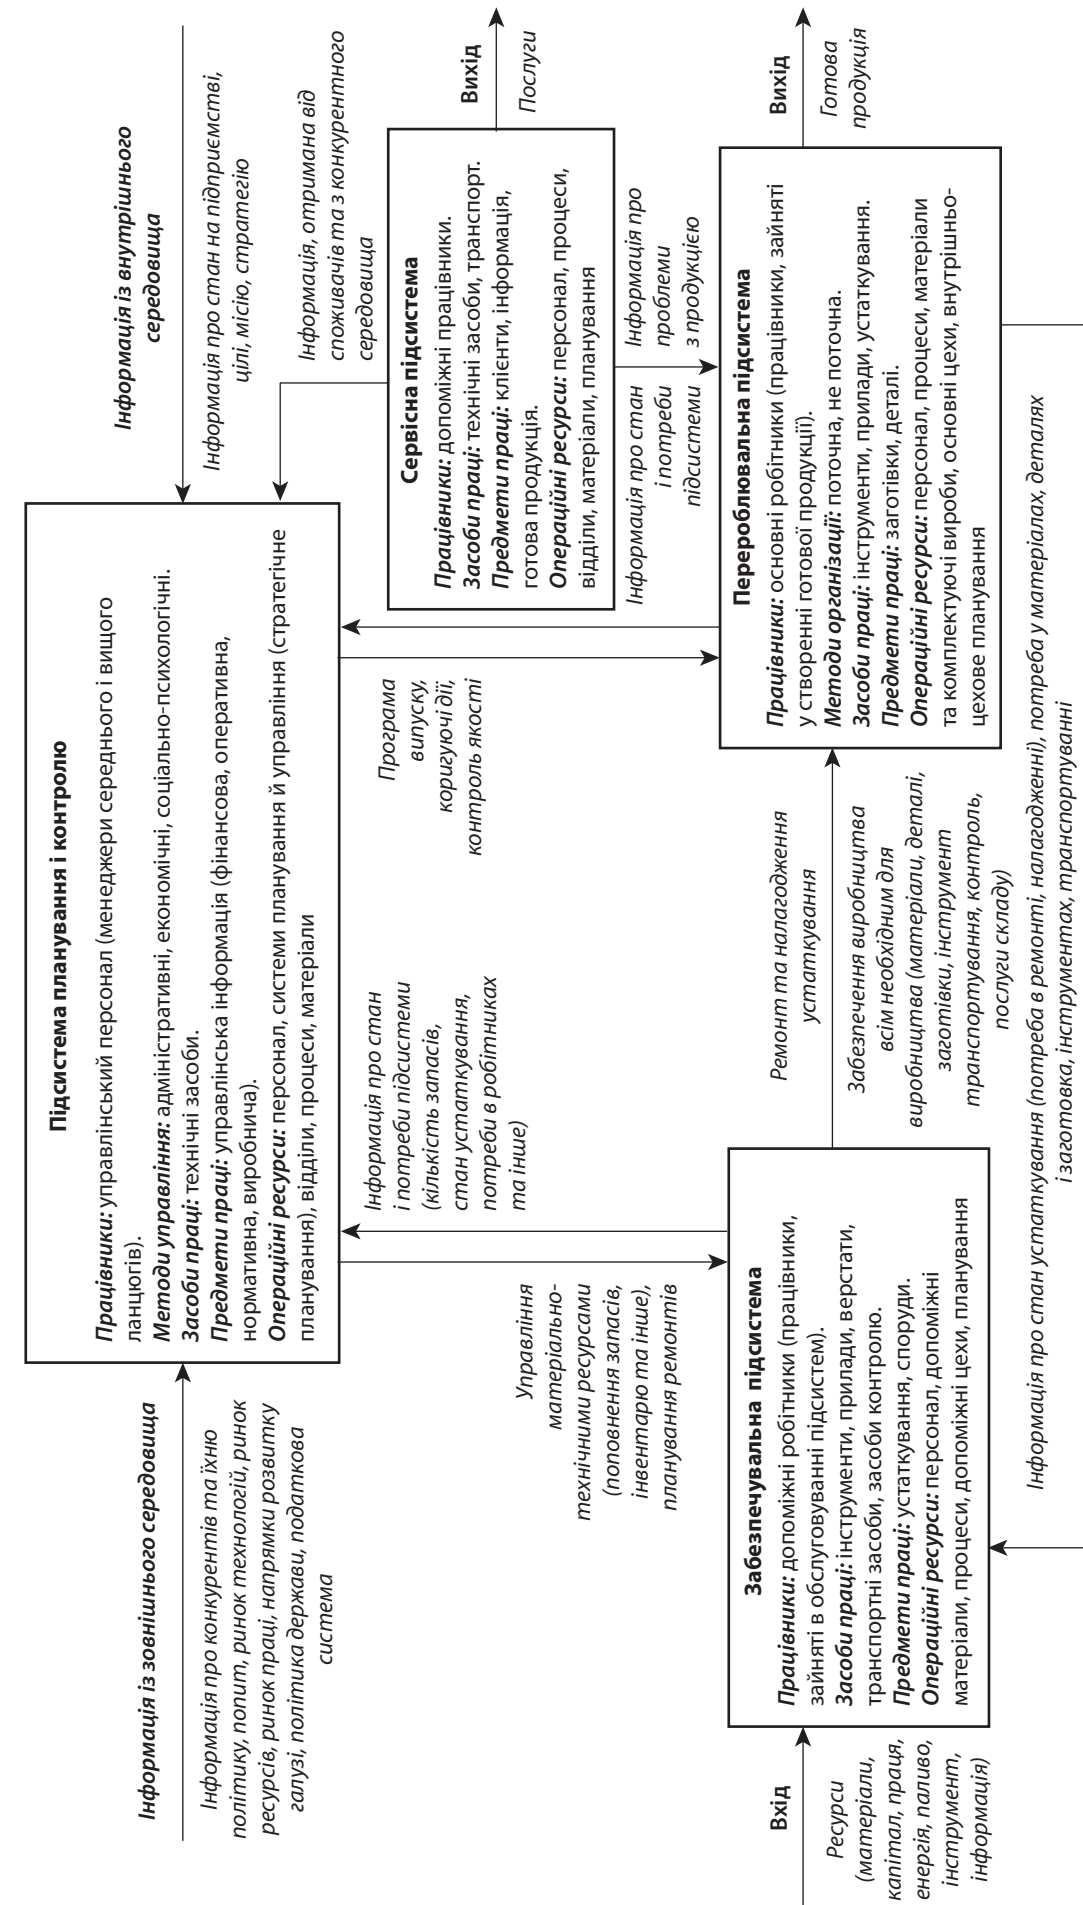 Інформація із зовнішнього середовища
Інформація про конкурентів та їхню
політику, попит, ринок технологій, ринок
ресурсів, ринок праці, напрямки розвитку
галузі, політика держави, податкова
система
Підсистема планування і контролю
Працівники: управлінський персонал (менеджери середнього і вищого
ланцюгів).
Методи управління: адміністративні, економічні, соціально-психологічні.
Засоби праці: технічні засоби.
Предмети праці: управлінська інформація (фінансова, оперативна,
нормативна, виробнича).
Операційні ресурси: персонал, системи планування й управління (стратегічне
планування), відділи, процеси, матеріали
Інформація із внутрішнього
середовища
Інформація про стан на підприємстві,
цілі, місію, стратегію
Інформація, отримана від
споживачів та з конкурентного
середовища
Управління
матеріально-
технічними ресурсами
(поповнення запасів,
інвентарю та інше),
планування ремонтів
Інформація про стан
і потреби підсистеми
(кількість запасів,
стан устаткування,
потреби в робітниках
та інше)
Програма
випуску,
коригуючі дії,
контроль якості
Сервісна підсистема
Працівники: допоміжні працівники.
Засоби праці: технічні засоби, транспорт.
Предмети праці: клієнти, інформація,
готова продукція.
Операційні ресурси: персонал, процеси,
відділи, матеріали, планування
Вихід
Послуги
Інформація про стан
і потреби
підсистеми
Інформація про
проблеми
з продукцією
Вхід
Ресурси
(матеріали,
капітал, праця,
енергія, паливо,
інструмент,
інформація)
Забезпечувальна підсистема
Працівники: допоміжні робітники (працівники,
зайняті в обслуговуванні підсистем).
Засоби праці: інструменти, прилади, верстати,
транспортні засоби, засоби контролю.
Предмети праці: устаткування, споруди.
Операційні ресурси: персонал, допоміжні
матеріали, процеси, допоміжні цехи, планування
Ремонт та налагодження
устаткування
Забезпечення виробництва
всім необхідним для
виробництва (матеріали, деталі,
заготівки, інструмент
транспортування, контроль,
послуги складу)
Перероблювальна підсистема
Працівники: основні робітники (працівники, зайняті
у створенні готової продукції).
Методи організації: поточна, не поточна.
Засоби праці: інструменти, прилади, устаткування.
Предмети праці: заготівки, деталі.
Операційні ресурси: персонал, процеси, матеріали
та комплектуючі вироби, основні цехи, внутрішньо-
цехове планування
Вихід
Готова
продукція
Інформація про стан устаткування (потреба в ремонті, налагодженні), потреба у матеріалах, деталях
і заготовка, інструментах, транспортуванні